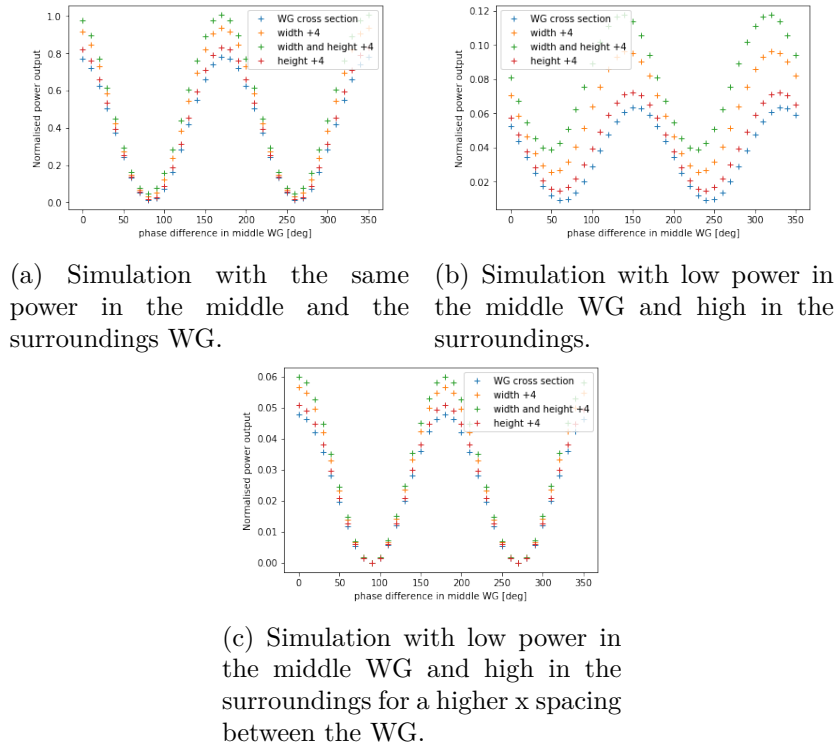 1.0
0.8
0.6
0.4
0.2
0.0
Normalised power output
WG cross section
width +4
width and height +4
height +4
0 50 100 150 200 250 300 350
phase difference in middle WG [deg]
(a) Simulation with the same
power in the middle and the
surroundings WG.
0.12
0.10
0.08
0.06
0.04
0.02
Normalised power output
WG cross section
width +4
width and height +4
height +4
0 50 100 150 200 250 300 350
phase difference in middle WG [deg]
(b) Simulation with low power in
the middle WG and high in the
surroundings.
0.06
0.05
0.04
0.03
0.02
0.01
0.00
Normalised power output
WG cross section
width +4
width and height +4
height +4
0 50 100 150 200 250 300 350
phase difference in middle WG [deg]
(c) Simulation with low power in
the middle WG and high in the
surroundings for a higher x spacing
between the WG.